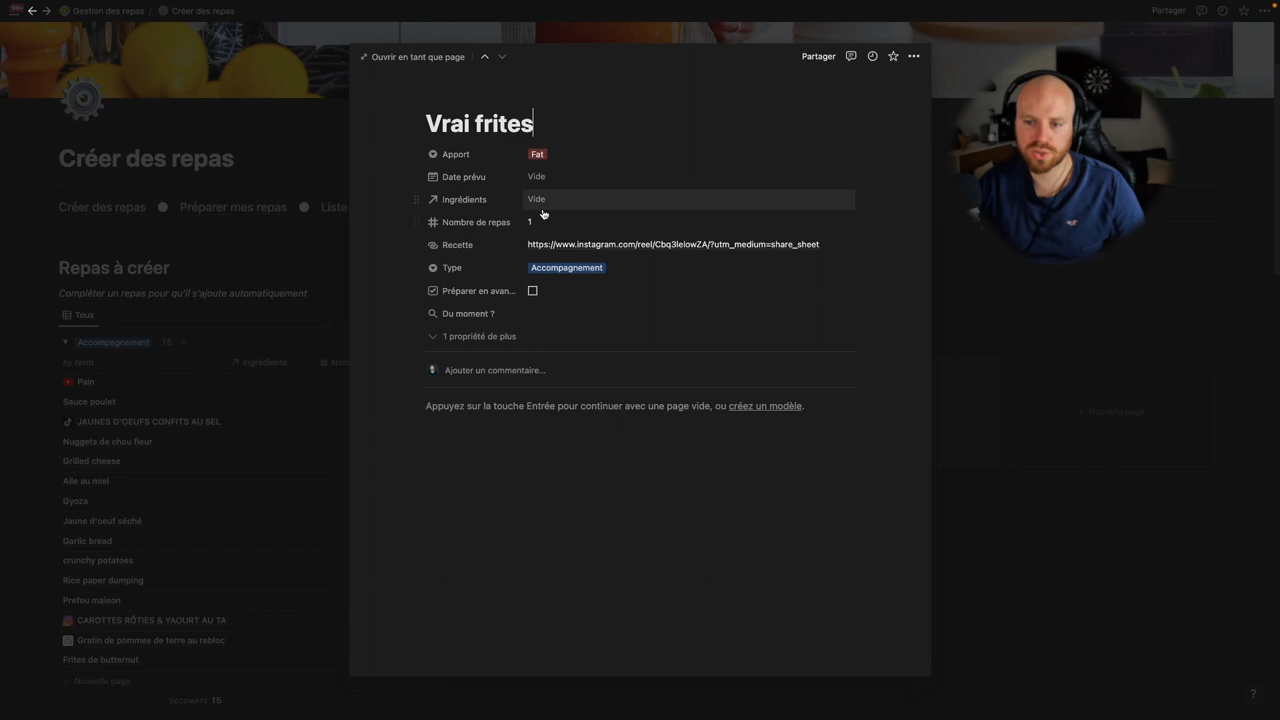 Gestion des repas / Créer des repas
Partager
Ouvrir en tant que page
Partager
Vrai frites
Apport Fat
Date prévu Vide
Ingrédients Vide
Nombre de repas 1
Recette https://www.instagram.com/reel/Cbq3lelowZA/?utm_medium=share_sheet
Type Accompagnement
Préparer en avan...
Du moment ?
1 propriété de plus
Ajouter un commentaire...
Appuyez sur la touche Entrée pour continuer avec une page vide, ou créez un modèle.
Créer des repas
Créer des repas Préparer mes repas Liste
Repas à créer
Compléter un repas pour qu'il s'ajoute automatiquement
Tous
Accompagnement 15
Nom Ingrédients Nom
Pain
Sauce poulet
JAUNES D'OEUFS CONFITS AU SEL
Nuggets de chou fleur
Grilled cheese
Aile au miel
Gyoza
Jaune d'oeuf séché
Garlic bread
crunchy potatoes
Rice paper dumping
Prefou maison
CAROTTES RÔTIES & YAOURT AU TA
Gratin de pommes de terre au rebloc
Frites de butternut
+ Nouvelle page
DÉCOMPTE 15
+ Nouvelle page
?